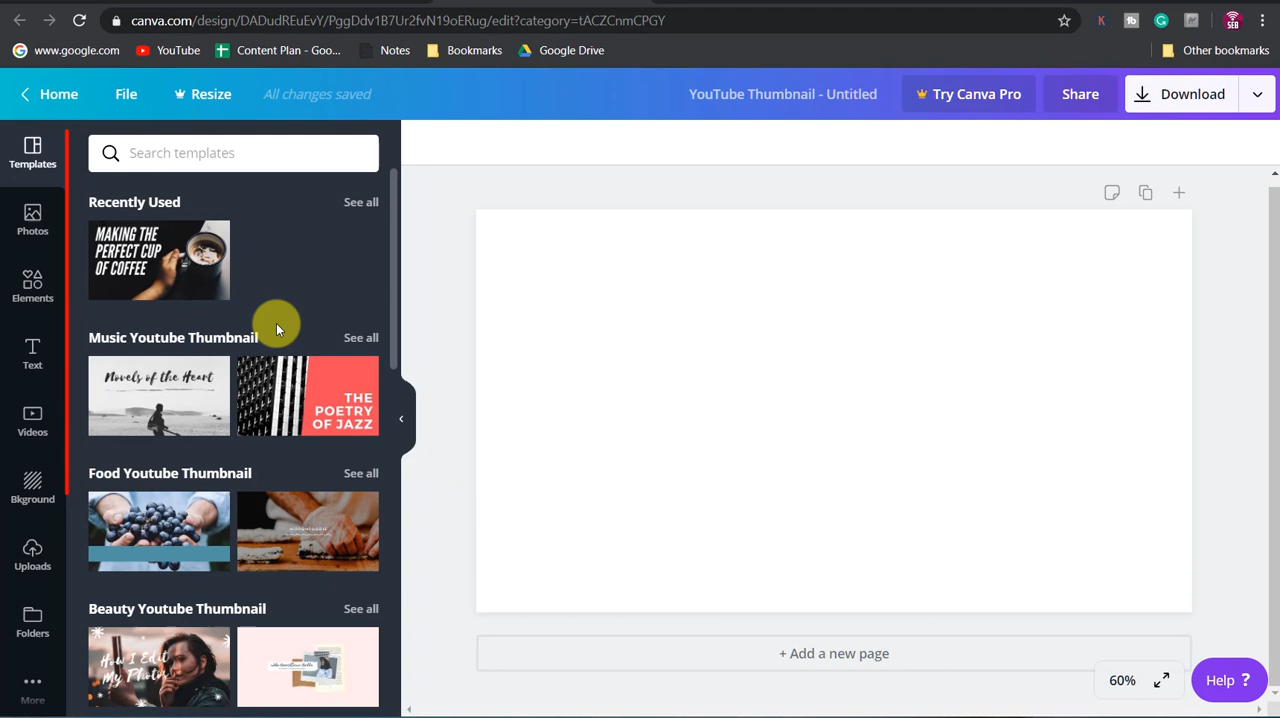 canva.com/design/DADudREuEvY/PggDdv1B7Ur2fvN19oERug/edit?category=tACZCnmCPGY
www.google.com YouTube Content Plan - Goo... Notes Bookmarks Google Drive Other bookmarks
Home File Resize All changes saved YouTube Thumbnail - Untitled Try Canva Pro Share Download
Templates
Photos
Elements
Text
Videos
Bkground
Uploads
Folders
More
Search templates
Recently Used See all
MAKING THE
PERFECT CUP
OF COFFEE
Music Youtube Thumbnail See all
Novels of the Heart
THE
POETRY
OF JAZZ
Food Youtube Thumbnail See all
Beauty Youtube Thumbnail See all
How I Edit
My Photos
+ Add a new page
60%
Help ?